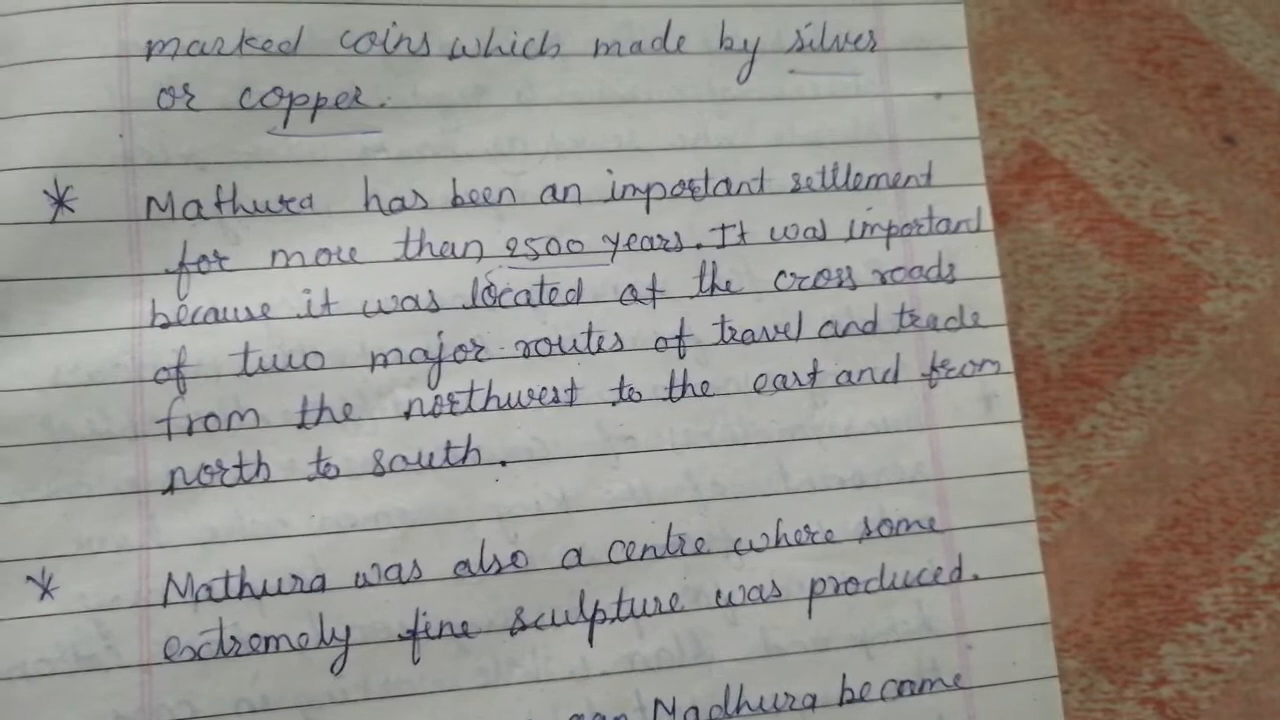 marked coins which made by silver
or copper.
* Mathura has been an important settlement
for more than 2500 years. It was important
because it was located at the cross roads
of two major routes of travel and trade
from the northwest to the east and from
north to south.
* Mathura was also a centre where some
extremely fine sculpture was produced.
Madhura became